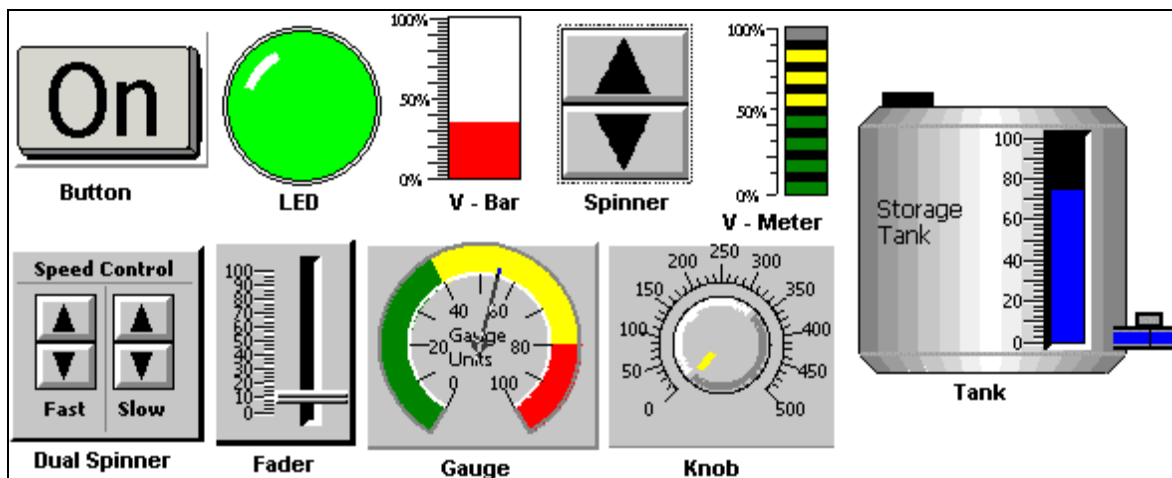 On
Button
LED
100%
50%
0%
V - Bar
Spinner
100%
50%
0%
V - Meter
Storage
Tank
100
80
60
40
20
0
Tank
Speed Control
Fast Slow
Dual Spinner
100
100
90
80
70
60
50
40
30
20
10
10
0
Fader
0
20
40
60
80
100
Gauge
Units
Gauge
0
50
100
150
200
250
300
350
400
450
500
Knob